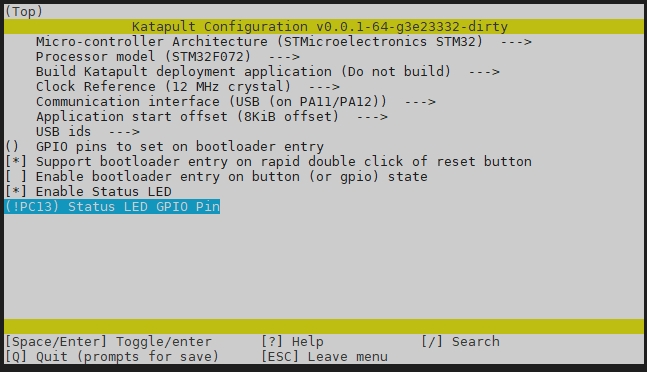 (Top)
Katapult Configuration v0.0.1-64-g3e23332-dirty
Micro-controller Architecture (STMicroelectronics STM32)  --->
Processor model (STM32F072)  --->
Build Katapult deployment application (Do not build)  --->
Clock Reference (12 MHz crystal)  --->
Communication interface (USB (on PA11/PA12))  --->
Application start offset (8KiB offset)  --->
USB ids  --->
()  GPIO pins to set on bootloader entry
[*] Support bootloader entry on rapid double click of reset button
[ ] Enable bootloader entry on button (or gpio) state
[*] Enable Status LED
(!PC13) Status LED GPIO Pin
[Space/Enter] Toggle/enter      [?] Help            [/] Search
[Q] Quit (prompts for save)     [ESC] Leave menu